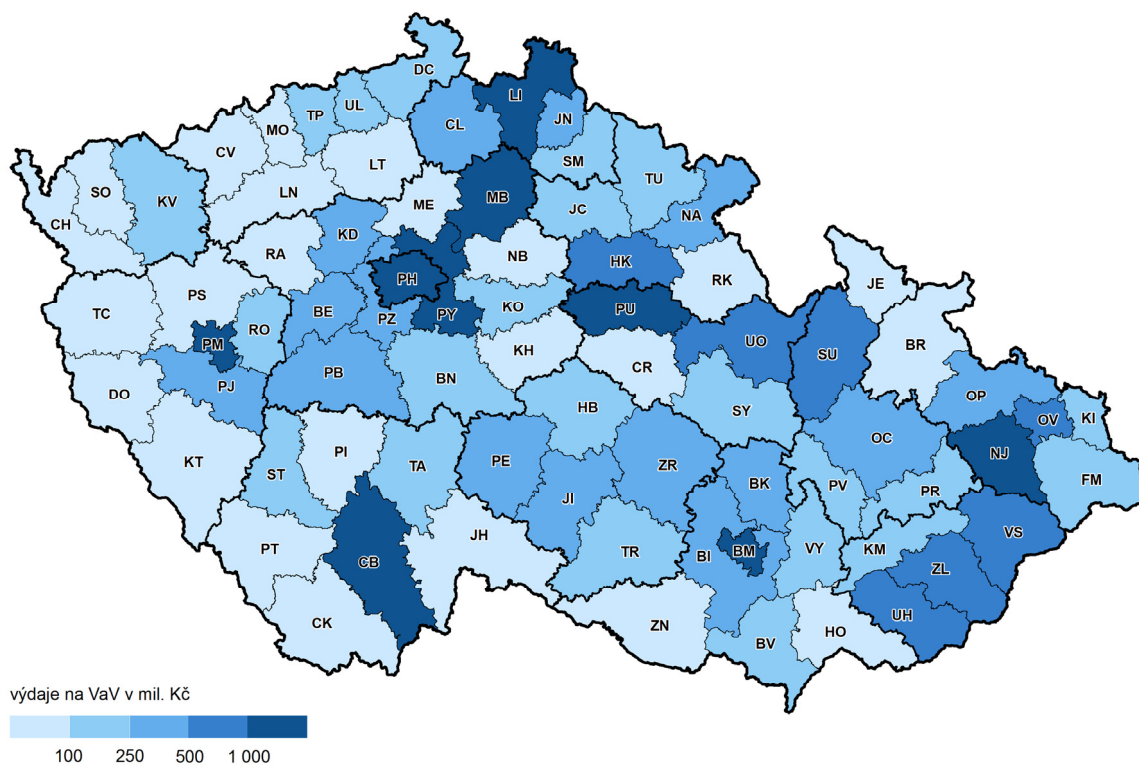 DC
LI
UL
TP
CL
JN
MO
CV
LT
SM
SO
KV
LN
ME
MB
TU
JC
NA
CH
KD
RA
NB
HK
PH
RK
JE
PS
TC
BE
PZ
PY
KO
PU
RO
PM
KH
UO
SU
BR
CR
DO
PJ
PB
BN
OP
HB
SY
OV
KI
OC
KT
ST
PI
TA
PE
ZR
NJ
BK
PV
PR
FM
JI
JH
PT
VS
CB
TR
BI
BM
VY
KM
ZL
UH
CK
ZN
HO
BV
výdaje na VaV v mil. Kč
100 250 500 1 000